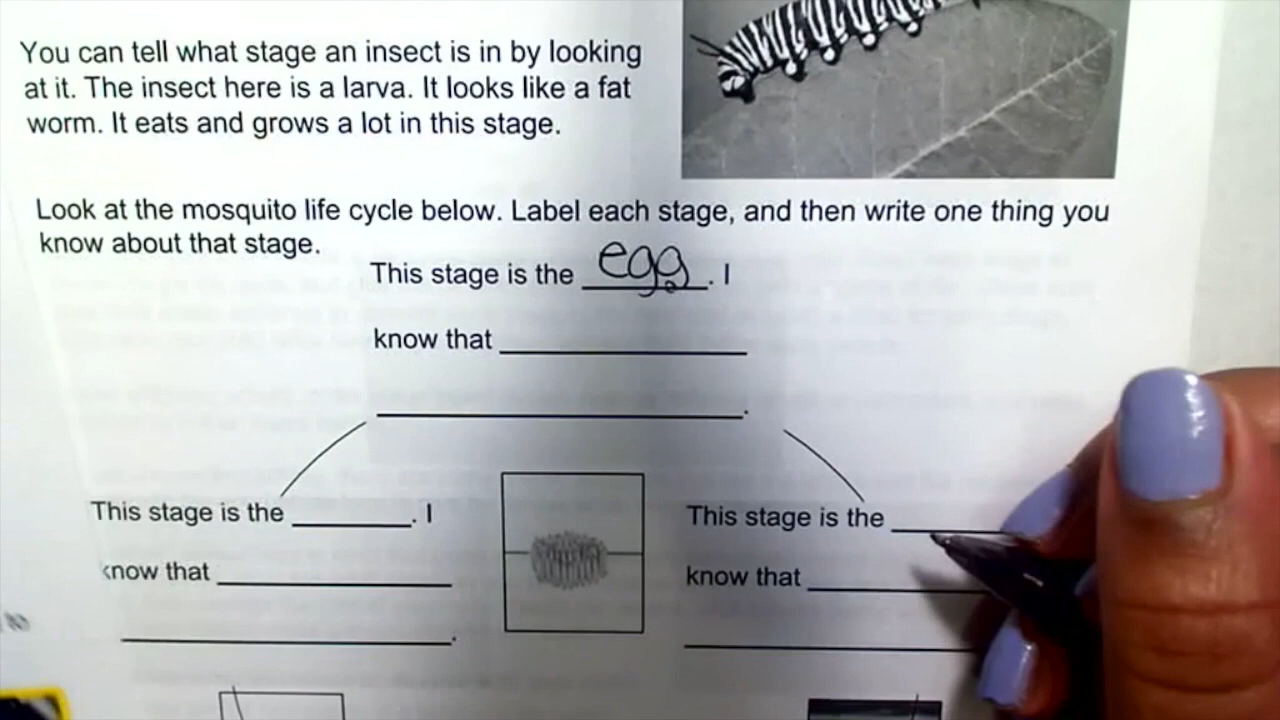 You can tell what stage an insect is in by looking
at it. The insect here is a larva. It looks like a fat
worm. It eats and grows a lot in this stage.
Look at the mosquito life cycle below. Label each stage, and then write one thing you
know about that stage.
This stage is the egg. I
know that
This stage is the ______. I
know that
This stage is the
know that